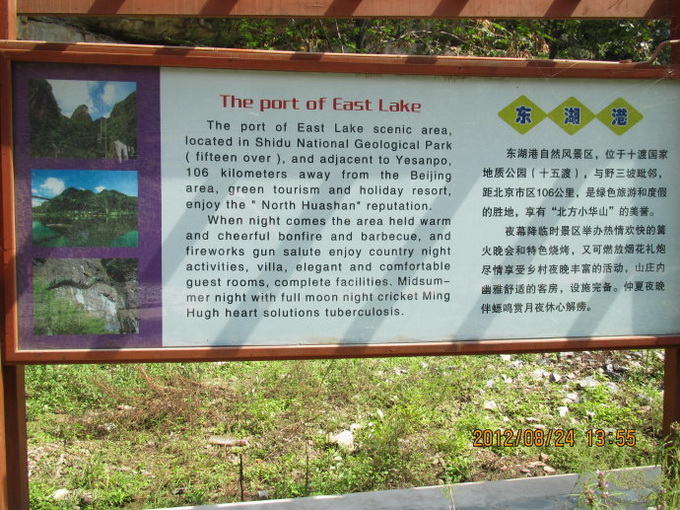 The port of East Lake
The port of East Lake scenic area,
located in Shidu National Geological Park
( fifteen over ), and adjacent to Yesanpo,
106 kilometers away from the Beijing
area, green tourism and holiday resort,
enjoy the " North Huashan" reputation.
When night comes the area held warm
and cheerful bonfire and barbecue, and
fireworks gun salute enjoy country night
activities, villa, elegant and comfortable
guest rooms, complete facilities. Midsum–
mer night with full moon night cricket Ming
Hugh heart solutions tuberculosis.
东湖港
东湖港自然风景区，位于十渡国家
地质公园（十五渡），与野三坡毗邻，
距北京市区106公里，是绿色旅游和度假
的胜地，享有“北方小华山”的美誉。
夜幕降临时景区举办热情欢快的篝
火晚会和特色烧烤，又可燃放烟花礼炮
尽情享受乡村夜晚丰富的活动，山庄内
幽雅舒适的客房，设施完备。仲夏夜晚
伴蟋鸣赏月夜休心解痨。
2012/08/24 13:55